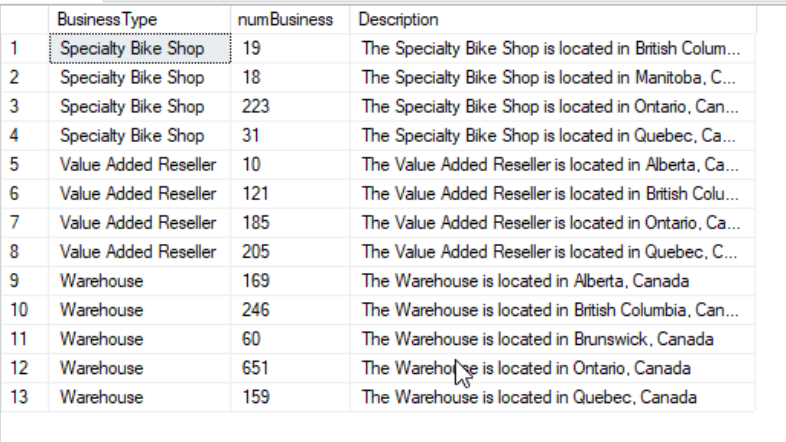 BusinessType numBusiness Description
1 Specialty Bike Shop 19 The Specialty Bike Shop is located in British Colum...
2 Specialty Bike Shop 18 The Specialty Bike Shop is located in Manitoba, C...
3 Specialty Bike Shop 223 The Specialty Bike Shop is located in Ontario, Can...
4 Specialty Bike Shop 31 The Specialty Bike Shop is located in Quebec, Ca...
5 Value Added Reseller 10 The Value Added Reseller is located in Alberta, Ca...
6 Value Added Reseller 121 The Value Added Reseller is located in British Colu...
7 Value Added Reseller 185 The Value Added Reseller is located in Ontario, Ca...
8 Value Added Reseller 205 The Value Added Reseller is located in Quebec, C...
9 Warehouse 169 The Warehouse is located in Alberta, Canada
10 Warehouse 246 The Warehouse is located in British Columbia, Can...
11 Warehouse 60 The Warehouse is located in Brunswick, Canada
12 Warehouse 651 The Warehouse is located in Ontario, Canada
13 Warehouse 159 The Warehouse is located in Quebec, Canada